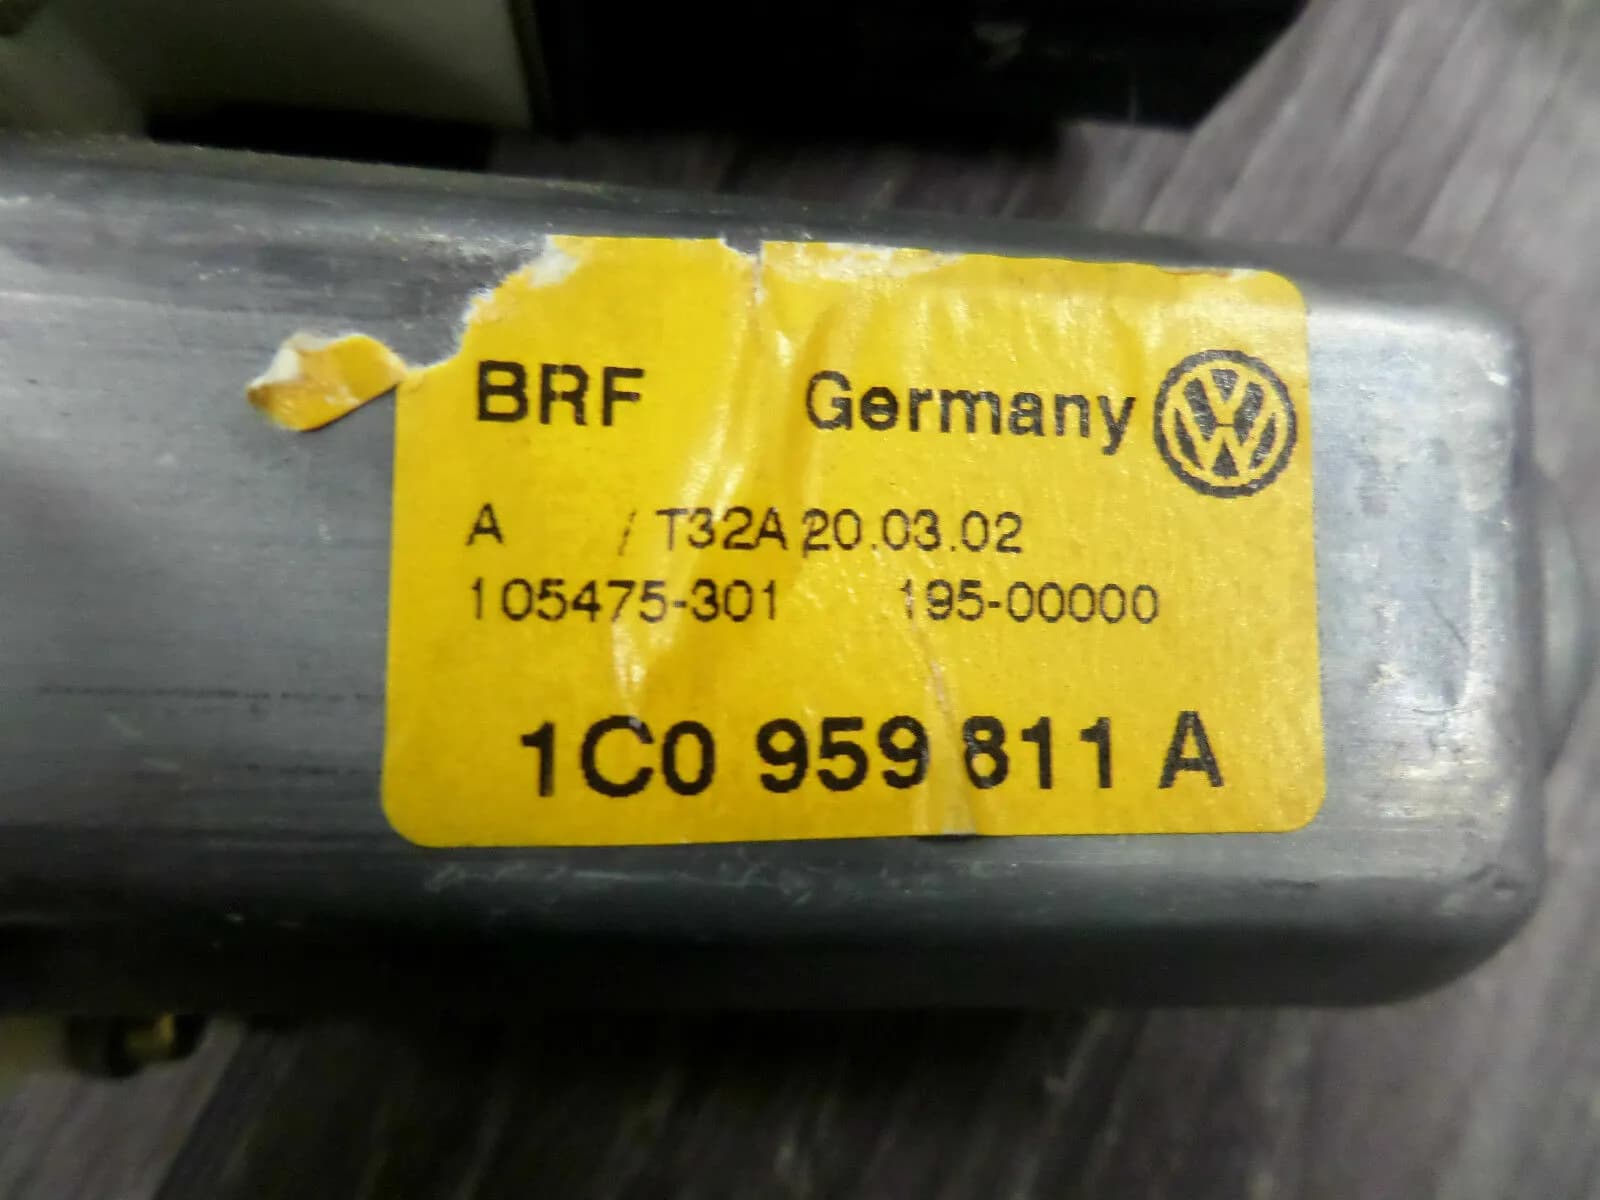 BRF Germany
A / T32A 20.03.02
105475-301 195-00000
1C0 959 811 A